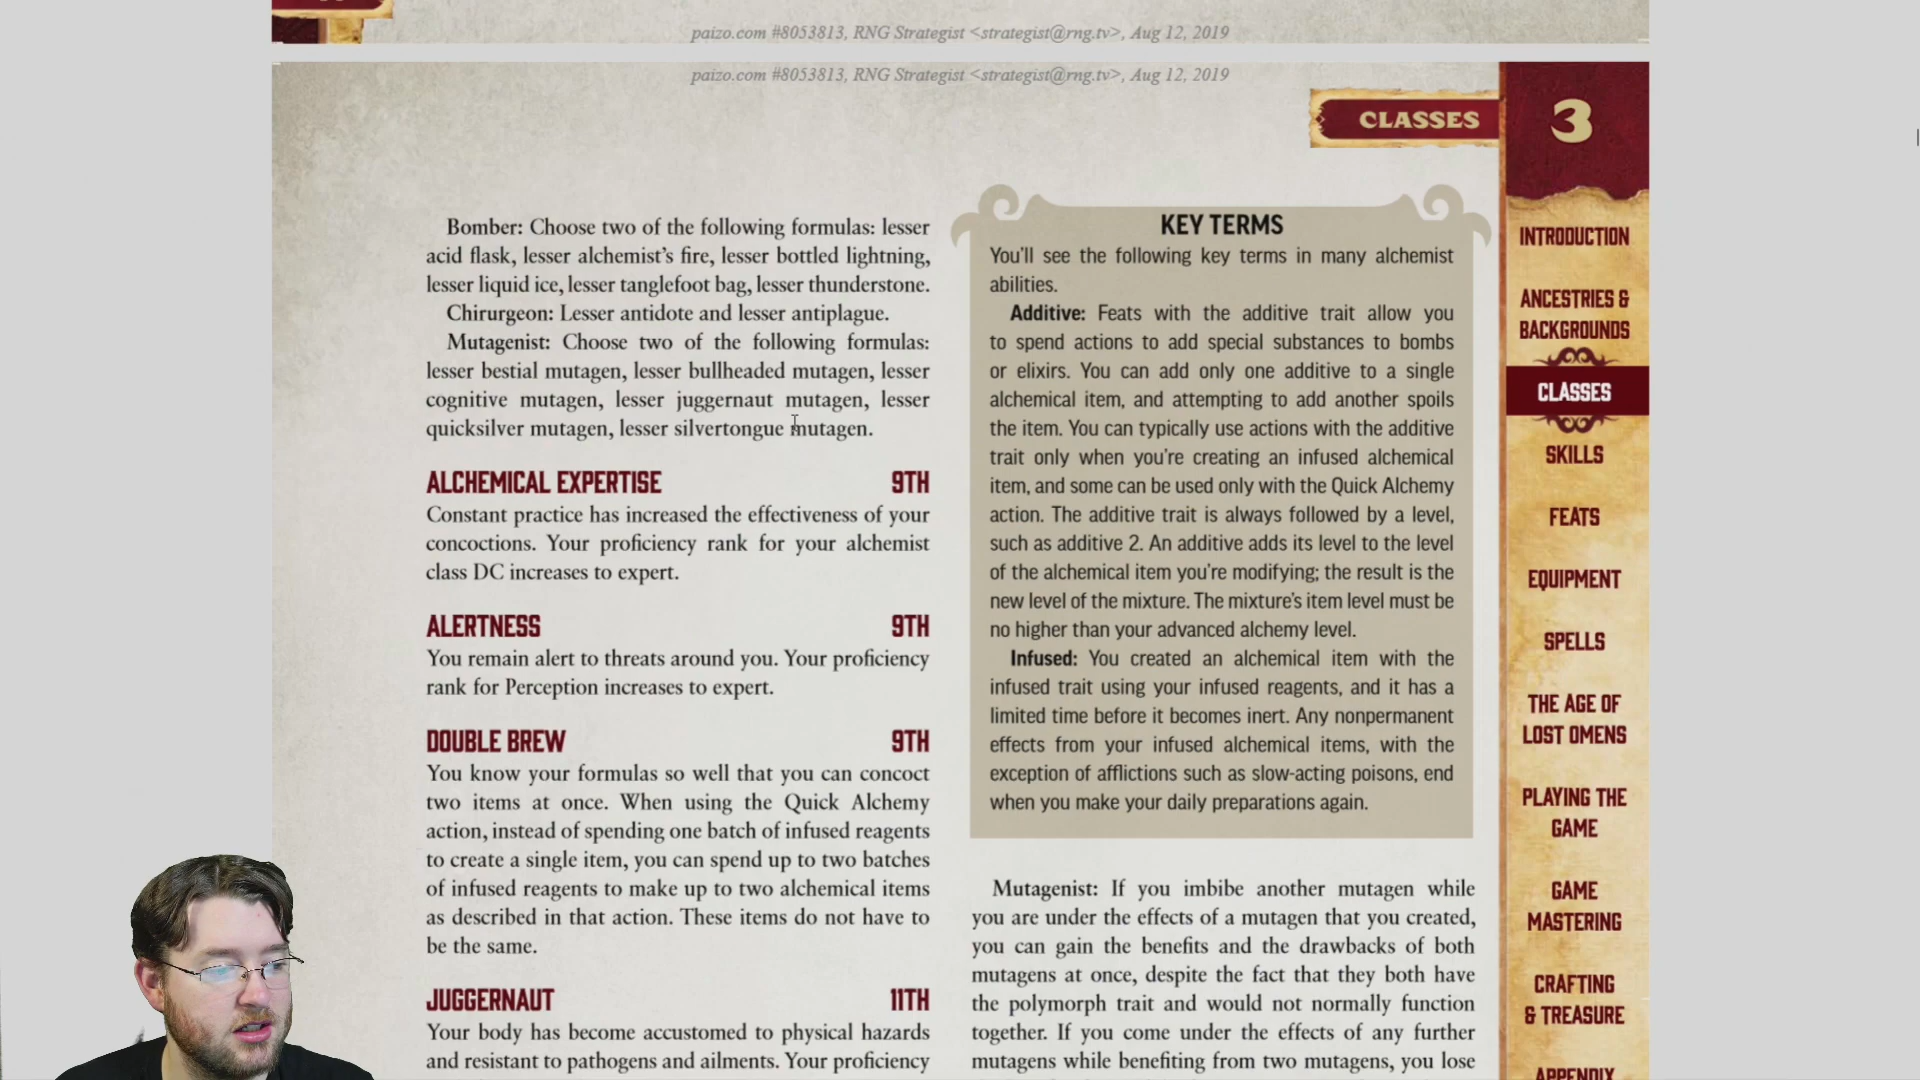 paizo.com #8053813, RNG Strategist <strategist@rng.tv>, Aug 12, 2019
paizo.com #8053813, RNG Strategist <strategist@rng.tv>, Aug 12, 2019
CLASSES
3
Bomber: Choose two of the following formulas: lesser
acid flask, lesser alchemist's fire, lesser bottled lightning,
lesser liquid ice, lesser tanglefoot bag, lesser thunderstone.
Chirurgeon: Lesser antidote and lesser antiplague.
Mutagenist: Choose two of the following formulas:
lesser bestial mutagen, lesser bullheaded mutagen, lesser
cognitive mutagen, lesser juggernaut mutagen, lesser
quicksilver mutagen, lesser silvertongue mutagen.
ALCHEMICAL EXPERTISE 9TH
Constant practice has increased the effectiveness of your
concoctions. Your proficiency rank for your alchemist
class DC increases to expert.
ALERTNESS 9TH
You remain alert to threats around you. Your proficiency
rank for Perception increases to expert.
DOUBLE BREW 9TH
You know your formulas so well that you can concoct
two items at once. When using the Quick Alchemy
action, instead of spending one batch of infused reagents
to create a single item, you can spend up to two batches
of infused reagents to make up to two alchemical items
as described in that action. These items do not have to
be the same.
JUGGERNAUT 11TH
Your body has become accustomed to physical hazards
and resistant to pathogens and ailments. Your proficiency
KEY TERMS
You'll see the following key terms in many alchemist
abilities.
Additive: Feats with the additive trait allow you
to spend actions to add special substances to bombs
or elixirs. You can add only one additive to a single
alchemical item, and attempting to add another spoils
the item. You can typically use actions with the additive
trait only when you're creating an infused alchemical
item, and some can be used only with the Quick Alchemy
action. The additive trait is always followed by a level,
such as additive 2. An additive adds its level to the level
of the alchemical item you're modifying; the result is the
new level of the mixture. The mixture's item level must be
no higher than your advanced alchemy level.
Infused: You created an alchemical item with the
infused trait using your infused reagents, and it has a
limited time before it becomes inert. Any nonpermanent
effects from your infused alchemical items, with the
exception of afflictions such as slow-acting poisons, end
when you make your daily preparations again.
Mutagenist: If you imbibe another mutagen while
you are under the effects of a mutagen that you created,
you can gain the benefits and the drawbacks of both
mutagens at once, despite the fact that they both have
the polymorph trait and would not normally function
together. If you come under the effects of any further
mutagens while benefiting from two mutagens, you lose
INTRODUCTION
ANCESTRIES &
BACKGROUNDS
CLASSES
SKILLS
FEATS
EQUIPMENT
SPELLS
THE AGE OF
LOST OMENS
PLAYING THE
GAME
GAME
MASTERING
CRAFTING
& TREASURE
APPENDIX